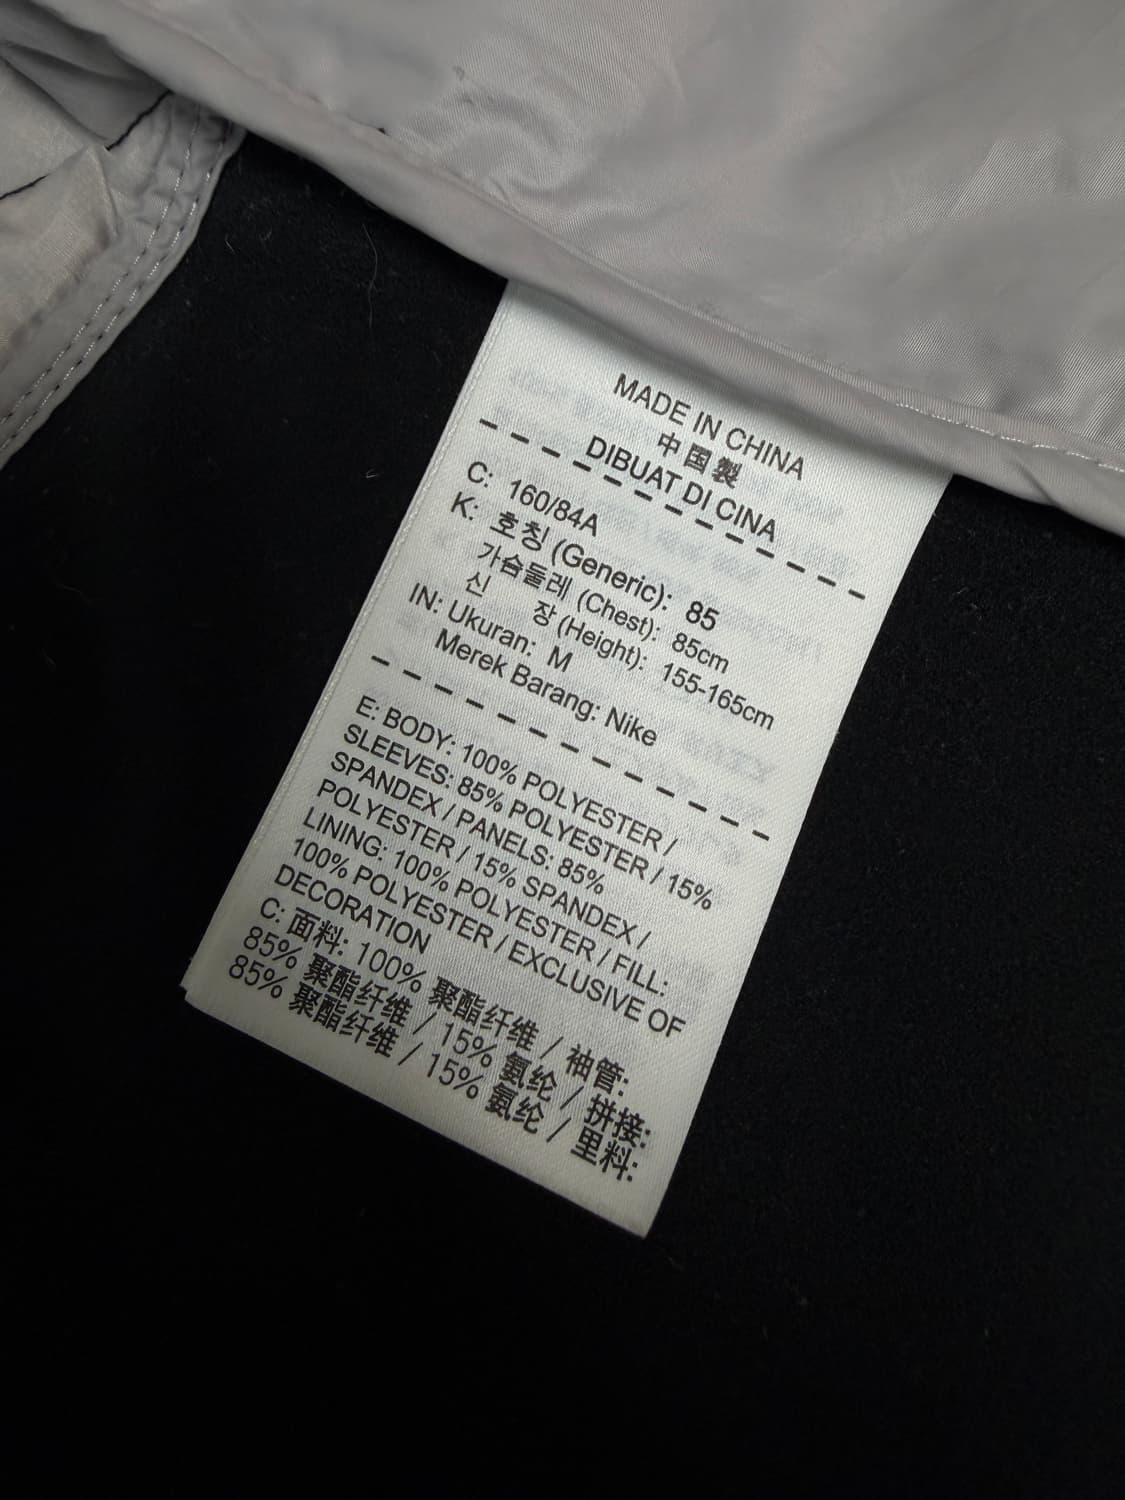 MADE IN CHINA
中国製
DIBUAT DI CINA
C: 160/84A
K: 호칭 (Generic): 85
가슴둘레 (Chest): 85cm
신 장 (Height): 155-165cm
IN: Ukuran: M
Merek Barang: Nike
E: BODY: 100% POLYESTER /
SLEEVES: 85% POLYESTER / 15%
SPANDEX / PANELS: 85%
POLYESTER / 15% SPANDEX /
LINING: 100% POLYESTER / FILL:
100% POLYESTER / EXCLUSIVE OF
DECORATION
C: 面料: 100% 聚酯纤维 / 袖管:
85% 聚酯纤维 / 15% 氨纶 / 拼接:
85% 聚酯纤维 / 15% 氨纶 / 里料: